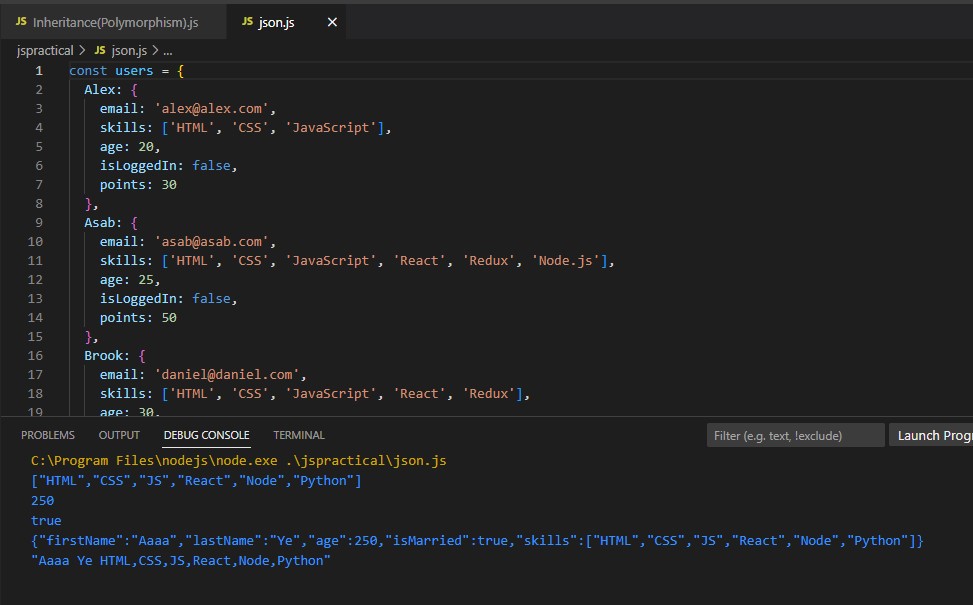 JS Inheritance(Polymorphism).js JS json.js ×
jspractical > JS json.js > ...
1 const users = {
2 Alex: {
3 email: 'alex@alex.com',
4 skills: ['HTML', 'CSS', 'JavaScript'],
5 age: 20,
6 isLoggedIn: false,
7 points: 30
8 },
9 Asab: {
10 email: 'asab@asab.com',
11 skills: ['HTML', 'CSS', 'JavaScript', 'React', 'Redux', 'Node.js'],
12 age: 25,
13 isLoggedIn: false,
14 points: 50
15 },
16 Brook: {
17 email: 'daniel@daniel.com',
18 skills: ['HTML', 'CSS', 'JavaScript', 'React', 'Redux'],
19 age: 30,
PROBLEMS OUTPUT DEBUG CONSOLE TERMINAL Filter (e.g. text, !exclude) Launch Prog
C:\Program Files\nodejs\node.exe .\jspractical\json.js
["HTML","CSS","JS","React","Node","Python"]
250
true
{"firstName":"Aaaa","lastName":"Ye","age":250,"isMarried":true,"skills":["HTML","CSS","JS","React","Node","Python"]}
"Aaaa Ye HTML,CSS,JS,React,Node,Python"